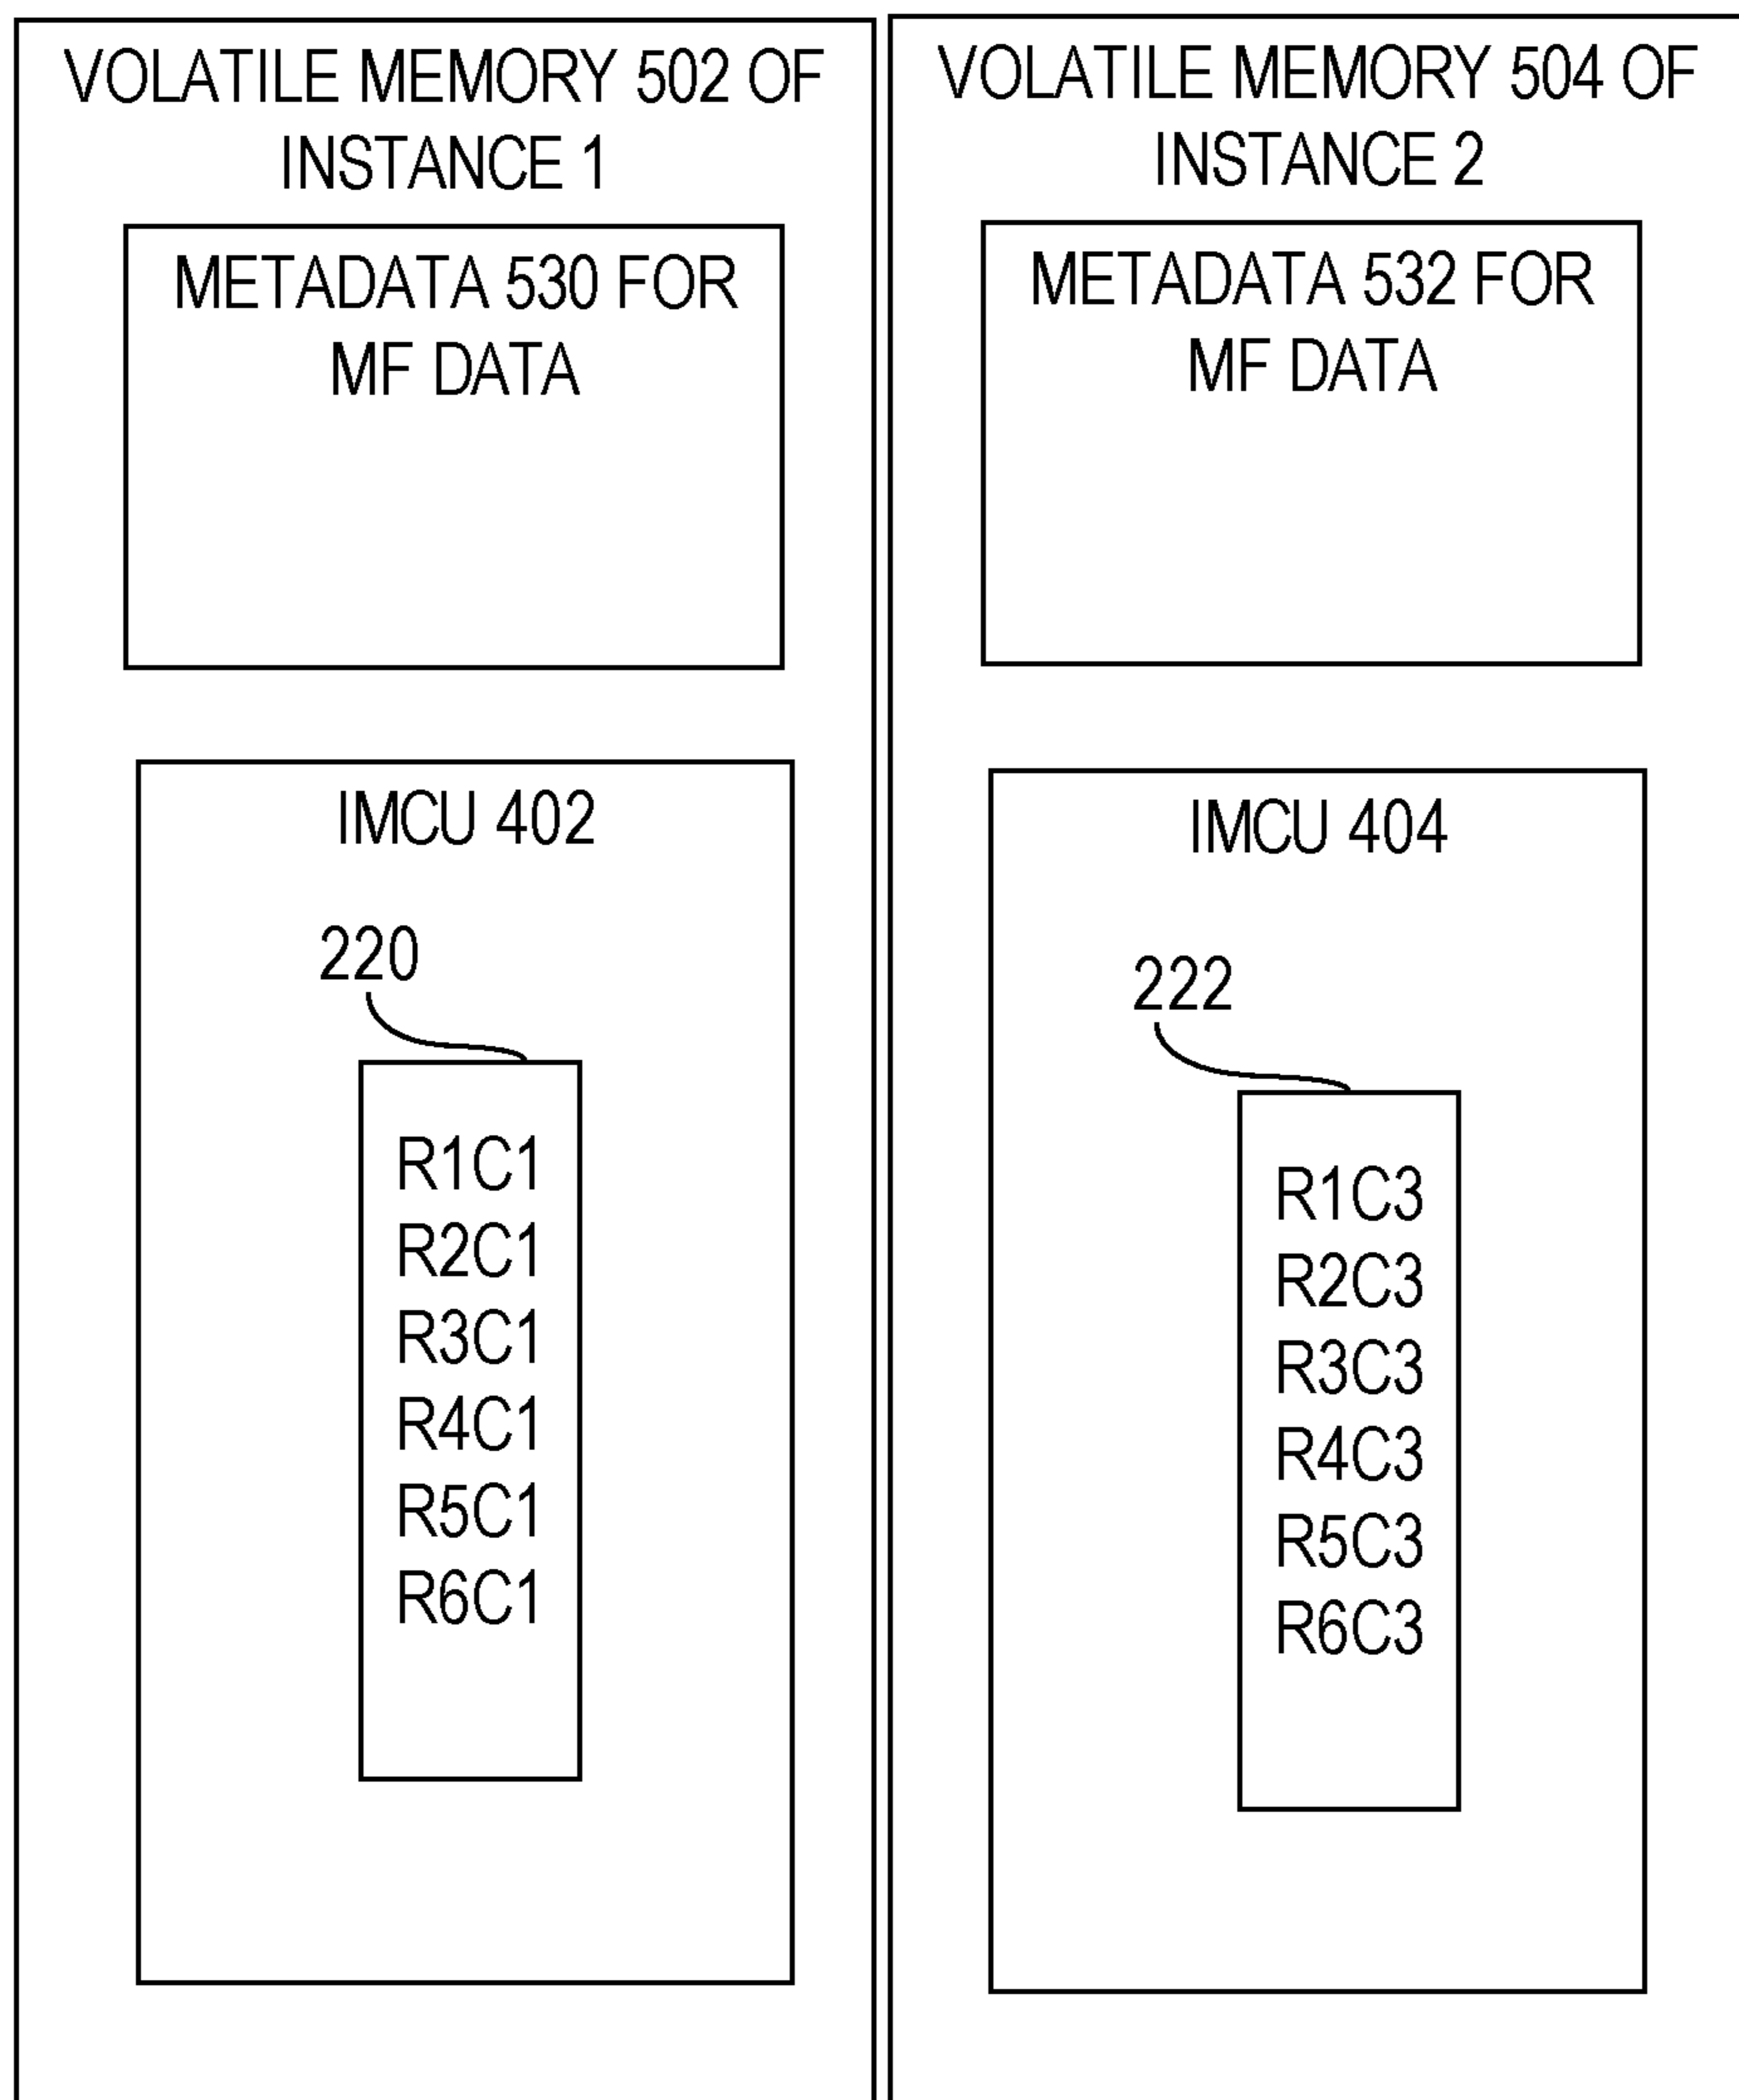 VOLATILE MEMORY 502 OF
INSTANCE 1
METADATA 530 FOR
MF DATA
IMCU 402
220
R1C1
R2C1
R3C1
R4C1
R5C1
R6C1
VOLATILE MEMORY 504 OF
INSTANCE 2
METADATA 532 FOR
MF DATA
IMCU 404
222
R1C3
R2C3
R3C3
R4C3
R5C3
R6C3